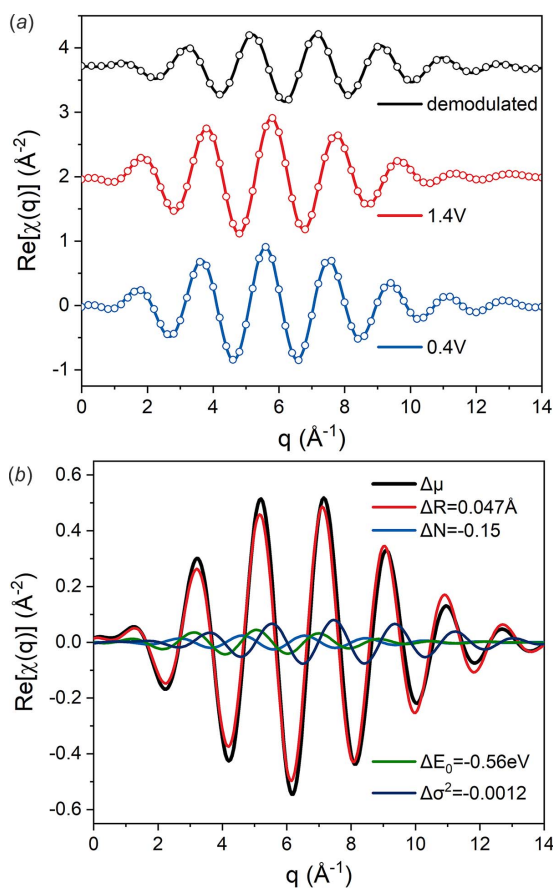 (a)
Re[χ(q)] (Å⁻²)
4
3
2
1
0
-1
demodulated
1.4V
0.4V
0 2 4 6 8 10 12 14
q (Å⁻¹)
(b)
Re[χ(q)] (Å⁻²)
0.6
0.4
0.2
0.0
-0.2
-0.4
-0.6
Δμ
ΔR=0.047Å
ΔN=-0.15
ΔE₀=-0.56eV
Δσ²=-0.0012
0 2 4 6 8 10 12 14
q (Å⁻¹)